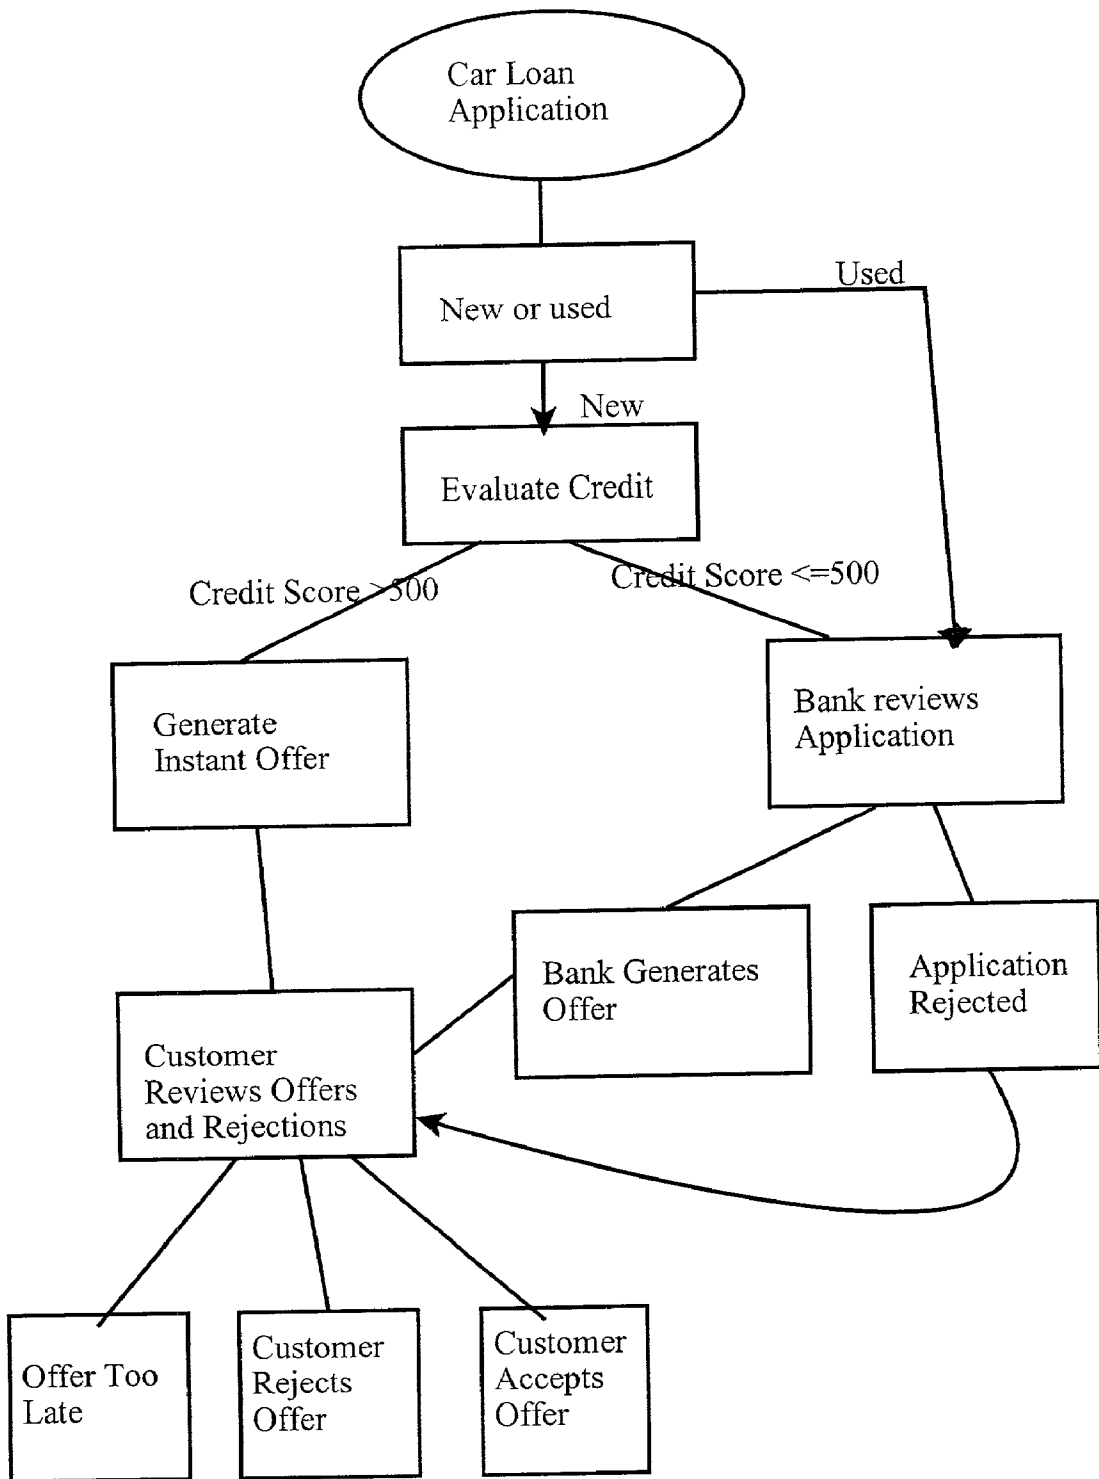 Car Loan
Application
Used
New or used
New
Evaluate Credit
Credit Score >500
Credit Score <=500
Generate
Instant Offer
Bank reviews
Application
Bank Generates
Offer
Application
Rejected
Customer
Reviews Offers
and Rejections
Offer Too
Late
Customer
Rejects
Offer
Customer
Accepts
Offer